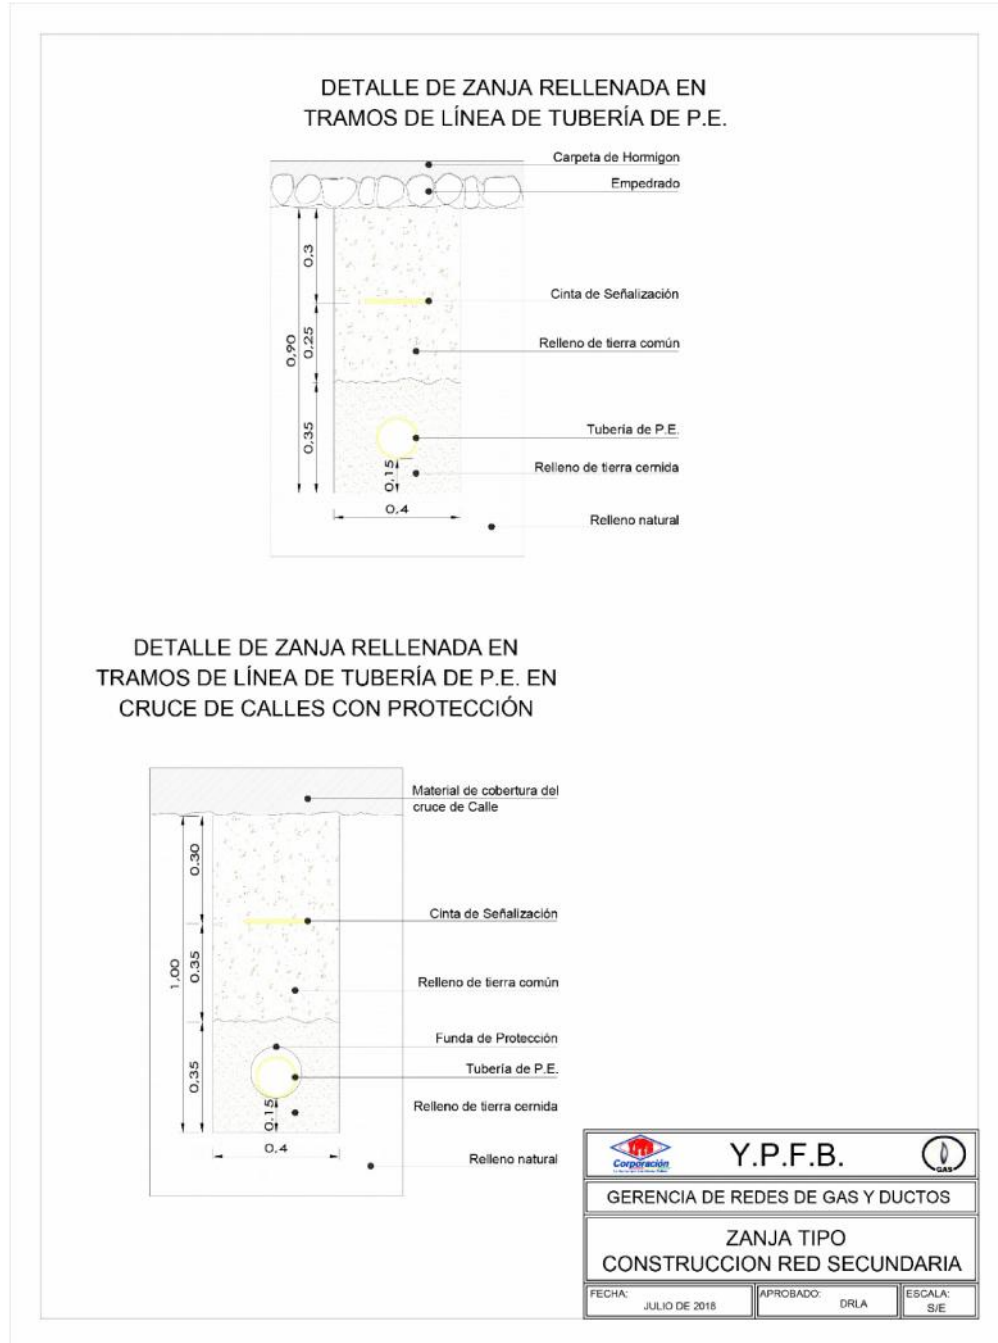 DETALLE DE ZANJA RELLENADA EN
TRAMOS DE LÍNEA DE TUBERÍA DE P.E.
Carpeta de Hormigon
Empedrado
0,3
Cinta de Señalización
0,25
0,90
Relleno de tierra común
0,35
Tubería de P.E.
0,15
Relleno de tierra cernida
0,4
Relleno natural
DETALLE DE ZANJA RELLENADA EN
TRAMOS DE LÍNEA DE TUBERÍA DE P.E. EN
CRUCE DE CALLES CON PROTECCIÓN
Material de cobertura del
cruce de Calle
0,30
Cinta de Señalización
0,35
1,00
Relleno de tierra común
Funda de Protección
0,35
Tubería de P.E.
0,15
Relleno de tierra cernida
0,4
Relleno natural
Corporación
Y.P.F.B.
GAS
GERENCIA DE REDES DE GAS Y DUCTOS
ZANJA TIPO
CONSTRUCCION RED SECUNDARIA
FECHA:
JULIO DE 2018
APROBADO:
DRLA
ESCALA:
S/E